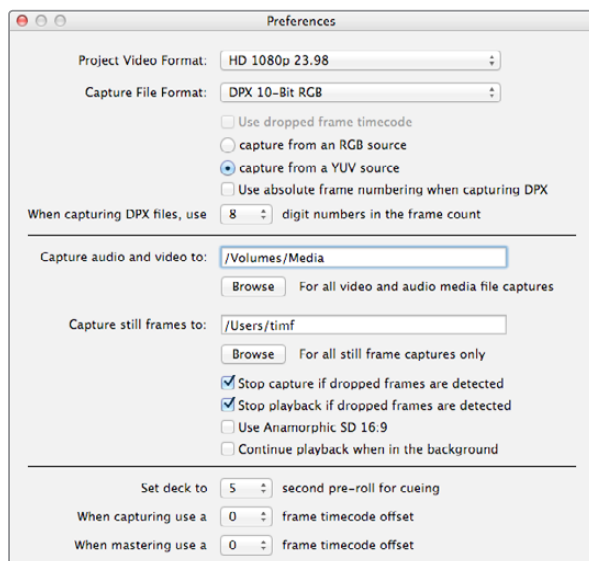 Preferences
Project Video Format: HD 1080p 23.98
Capture File Format: DPX 10-Bit RGB
Use dropped frame timecode
capture from an RGB source
capture from a YUV source
Use absolute frame numbering when capturing DPX
When capturing DPX files, use 8 digit numbers in the frame count
Capture audio and video to: /Volumes/Media
Browse For all video and audio media file captures
Capture still frames to: /Users/timf
Browse For all still frame captures only
Stop capture if dropped frames are detected
Stop playback if dropped frames are detected
Use Anamorphic SD 16:9
Continue playback when in the background
Set deck to 5 second pre-roll for cueing
When capturing use a 0 frame timecode offset
When mastering use a 0 frame timecode offset